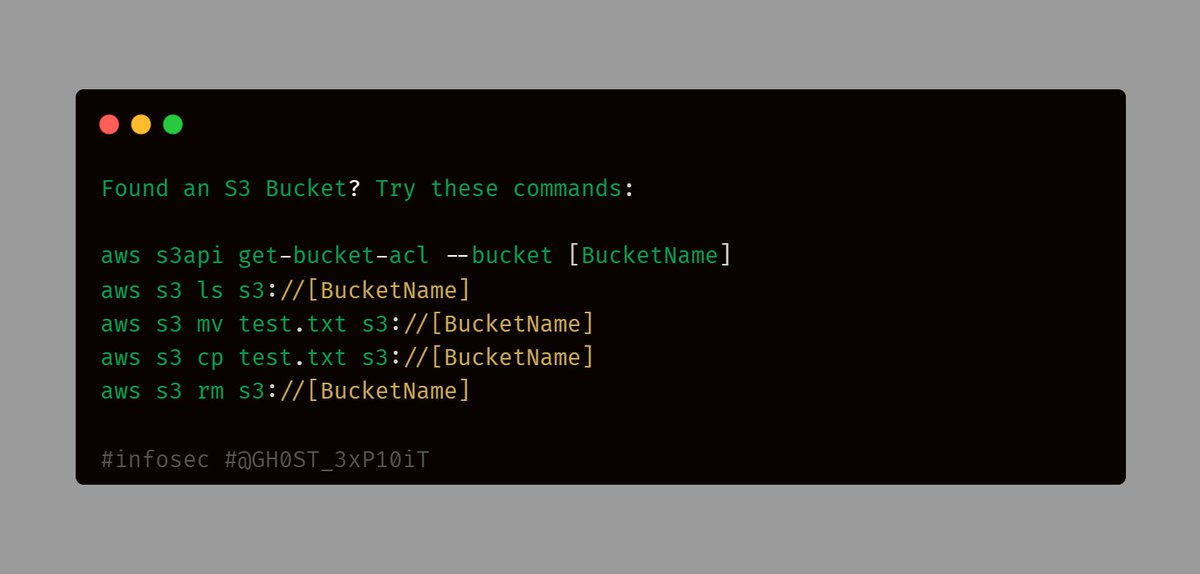 Found an S3 Bucket? Try these commands:
aws s3api get-bucket-acl --bucket [BucketName]
aws s3 ls s3://[BucketName]
aws s3 mv test.txt s3://[BucketName]
aws s3 cp test.txt s3://[BucketName]
aws s3 rm s3://[BucketName]
#infosec #@GH0ST_3xP10iT